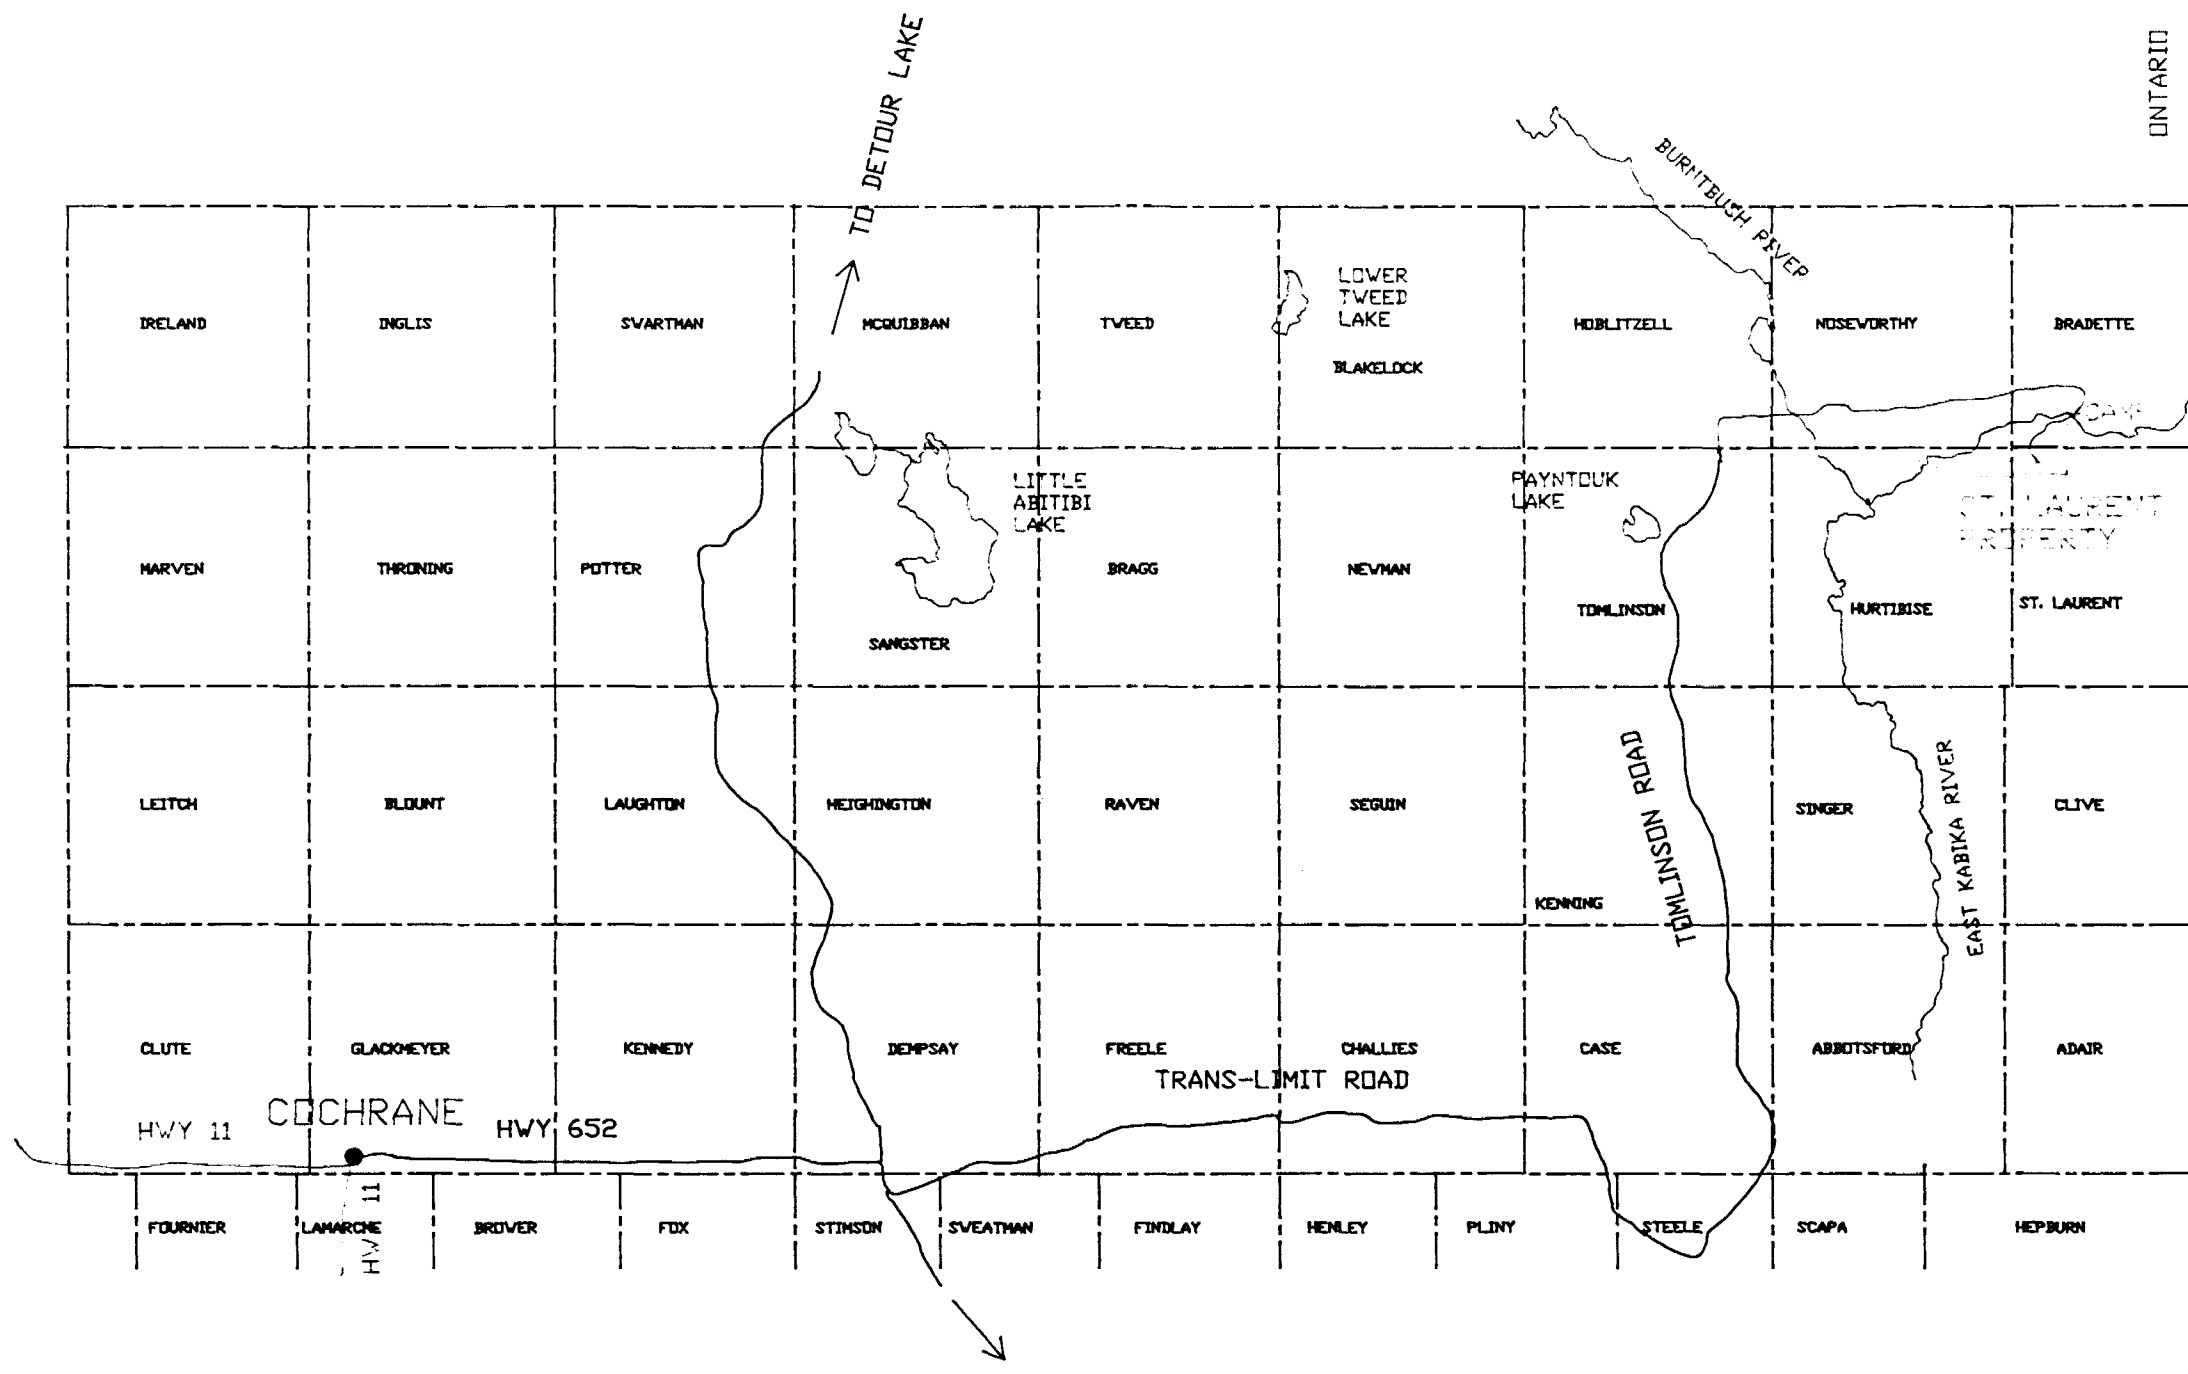 ONTARIO
TO DETOUR LAKE
BURNTBUSH RIVER
LOWER
TWEED
LAKE
IRELAND
INGLIS
SWARTMAN
MCQUIBBAN
TWEED
BLAKELOCK
HOBLITZELL
NOSEWORTHY
BRADETTE
CAMP
LITTLE
ABITIBI
LAKE
PAYNTOUK
LAKE
ST. LAURENT
PROPERTY
MARVEN
THRONING
POTTER
SANGSTER
BRAGG
NEWMAN
TOMLINSON
HURTIBISE
ST. LAURENT
TOMLINSON ROAD
EAST KABIKA RIVER
LEITCH
BLOUNT
LAUGHTON
HEIGHINGTON
RAVEN
SEGUIN
KENNING
SINGER
CLIVE
CLUTE
GLACKMEYER
KENNEDY
DEMPSAY
FREELE
CHALLIES
CASE
ABBOTSFORD
ADAIR
TRANS-LIMIT ROAD
COCHRANE
HWY 11
HWY 652
HWY 11
FOURNIER
LAMARCHE
BROWER
FOX
STIMSON
SWEATMAN
FINDLAY
HENLEY
PLINY
STEELE
SCAPA
HEPBURN